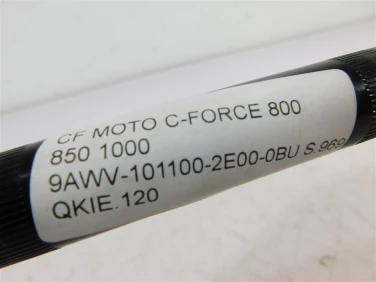 CF MOTO C-FORCE 800
850 1000
9AWV-101100-2E00-0BU S.969
QKIE.120